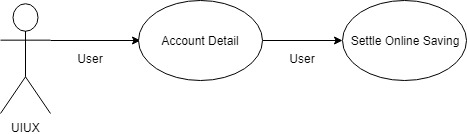 Account Detail
Settle Online Saving
User
User
UIUX